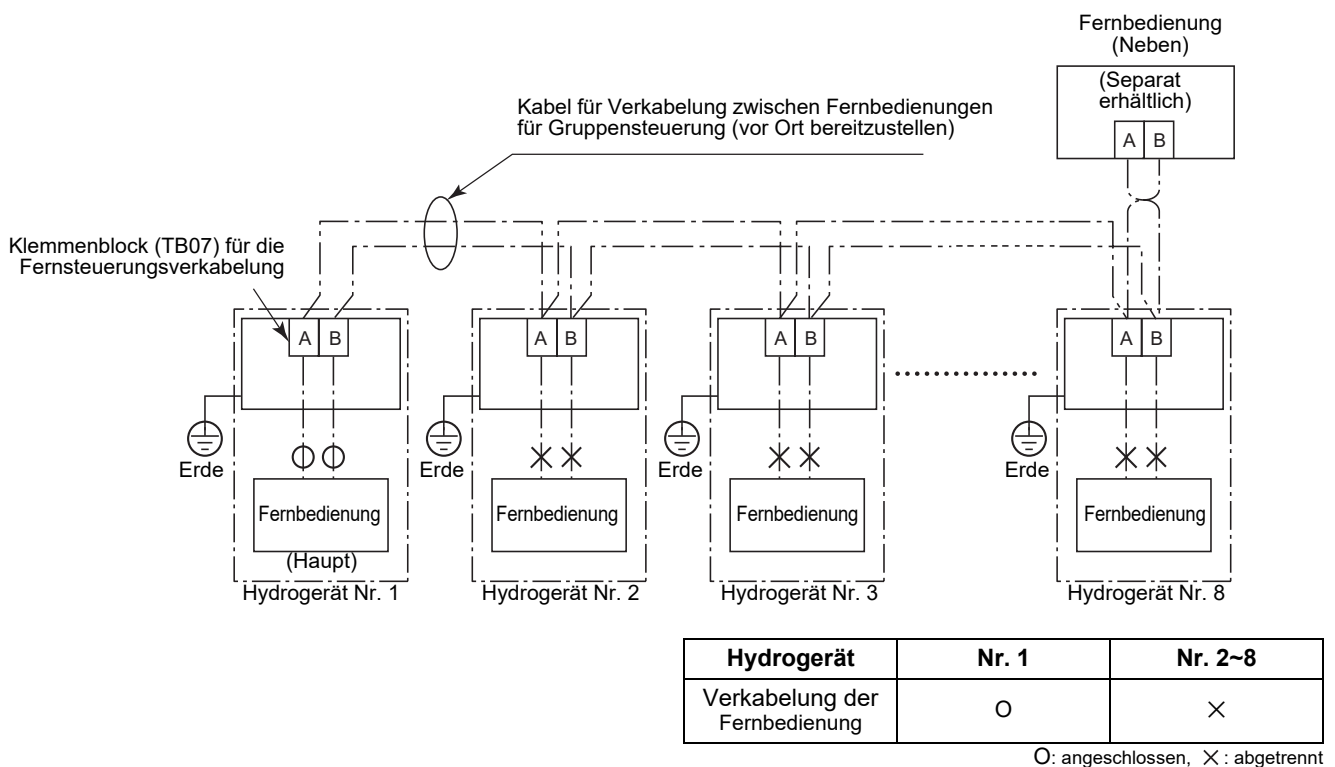 Fernbedienung
(Neben)
(Separat
erhältlich)
A B
Kabel für Verkabelung zwischen Fernbedienungen
für Gruppensteuerung (vor Ort bereitzustellen)
Klemmenblock (TB07) für die
Fernsteuerungsverkabelung
A B
A B
A B
A B
Erde
Erde
Erde
Erde
Fernbedienung
Fernbedienung
Fernbedienung
Fernbedienung
(Haupt)
Hydrogerät Nr. 1
Hydrogerät Nr. 2
Hydrogerät Nr. 3
Hydrogerät Nr. 8
Hydrogerät Nr. 1 Nr. 2~8
Verkabelung der
Fernbedienung
O ×
O: angeschlossen, × : abgetrennt